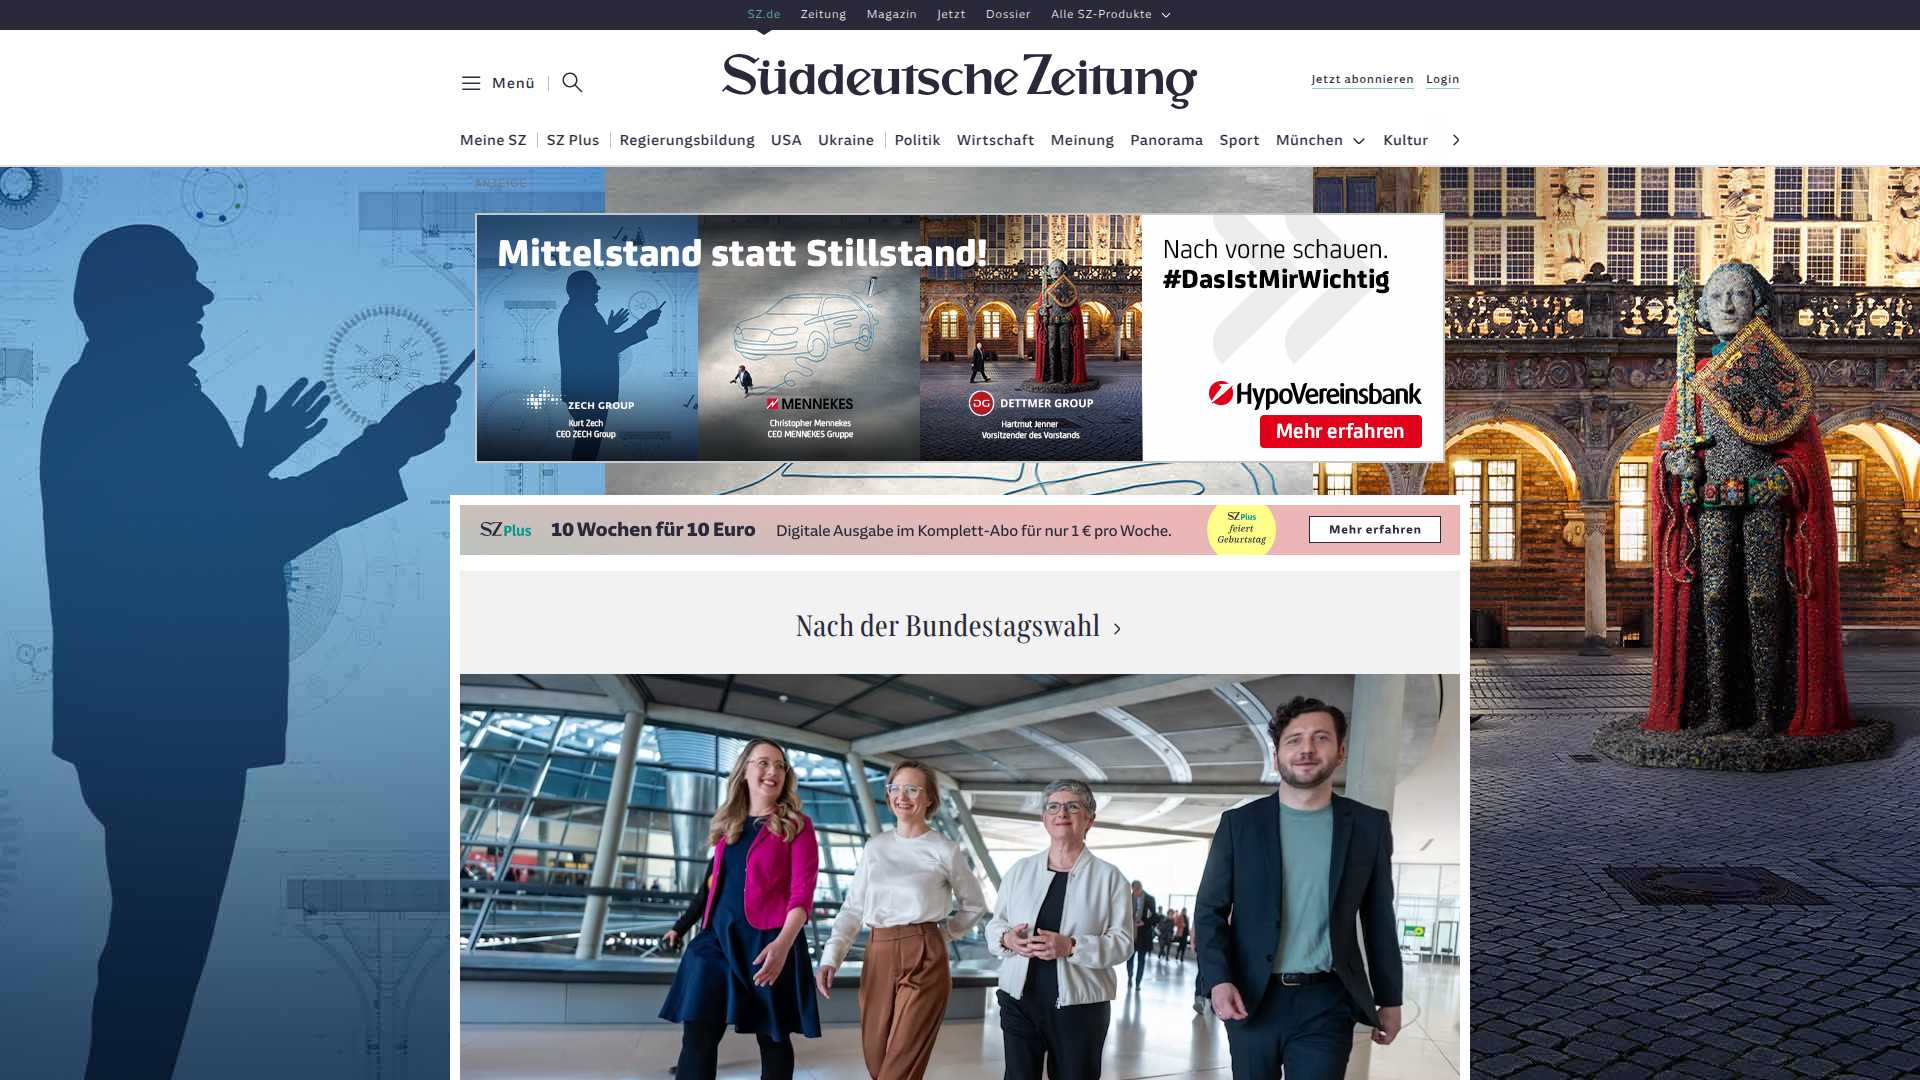 SZ.de Zeitung Magazin Jetzt Dossier Alle SZ-Produkte
Menü
Süddeutsche Zeitung
Jetzt abonnieren Login
Meine SZ SZ Plus Regierungsbildung USA Ukraine Politik Wirtschaft Meinung Panorama Sport München Kultur
ANZEIGE
Mittelstand statt Stillstand!
ZECH GROUP
Kurt Zech
CEO ZECH Group
MENNEKES
Christopher Mennekes
CEO MENNEKES Gruppe
DG DETTMER GROUP
Hartmut Jenner
Vorsitzender des Vorstands
Nach vorne schauen.
#DasIstMirWichtig
HypoVereinsbank
Mehr erfahren
SZ Plus 10 Wochen für 10 Euro Digitale Ausgabe im Komplett-Abo für nur 1 € pro Woche.
SZ Plus
feiert
Geburtstag
Mehr erfahren
Nach der Bundestagswahl